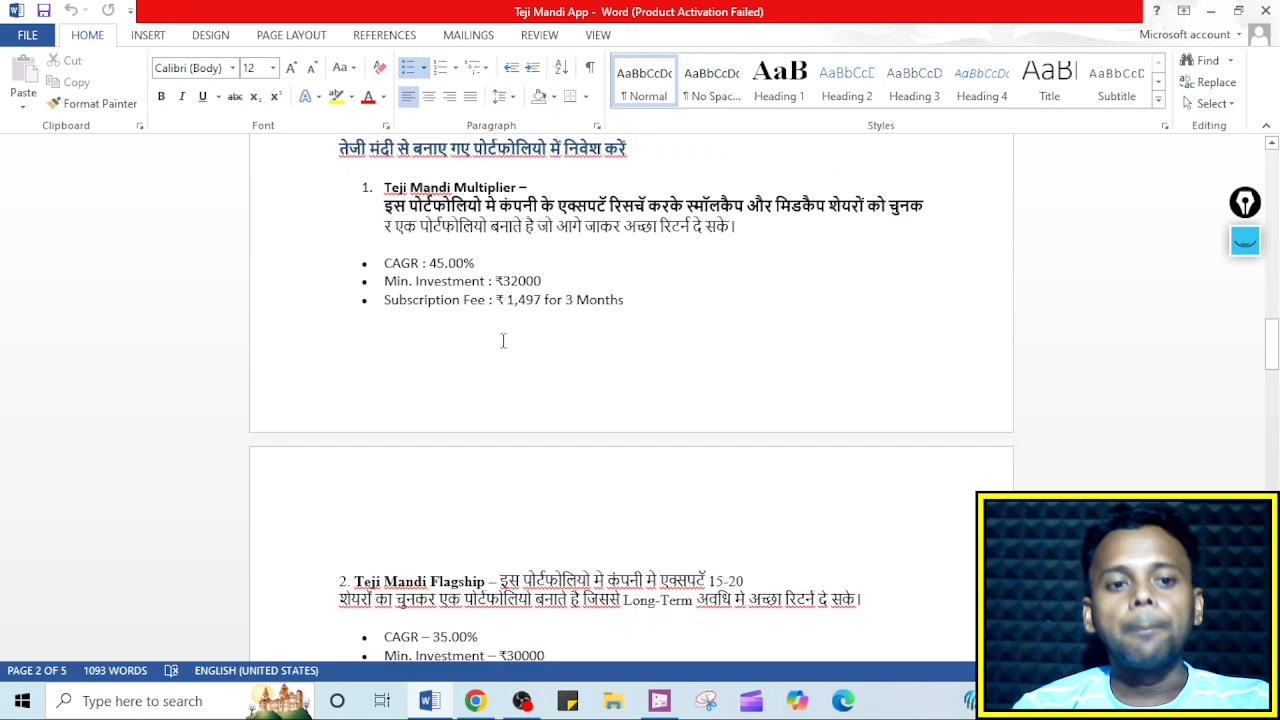 Teji Mandi App - Word (Product Activation Failed)
FILE HOME INSERT DESIGN PAGE LAYOUT REFERENCES MAILINGS REVIEW VIEW
Microsoft account
Paste
Cut
Copy
Format Painter
Clipboard
Calibri (Body) 12
Font
Paragraph
AaBbCcDc AaBbCcDc AaB AaBbCcDc AaBbCcDc AaBbCcDc AaBl AaBbCcDc
¶ Normal ¶ No Spac... Heading 1 Heading 2 Heading 3 Heading 4 Title Subtitle
Styles
Find
Replace
Select
Editing
तेजी मंदी से बनाए गए पोर्टफोलियो में निवेश करें
1. Teji Mandi Multiplier –
इस पोर्टफोलियो मे कंपनी के एक्सपर्ट रिसर्च करके स्मॉलकैप और मिडकैप शेयरों को चुनक
र एक पोर्टफोलियो बनाते है जो आगे जाकर अच्छा रिटर्न दे सके।
• CAGR : 45.00%
• Min. Investment : ₹32000
• Subscription Fee : ₹ 1,497 for 3 Months
2. Teji Mandi Flagship – इस पोर्टफोलियो मे कंपनी मे एक्सपर्ट 15-20
शेयरों का चुनकर एक पोर्टफोलियो बनाते है जिससे Long-Term अवधि मे अच्छा रिटर्न दे सके।
• CAGR – 35.00%
• Min. Investment – ₹30000
PAGE 2 OF 5 1093 WORDS ENGLISH (UNITED STATES)
Type here to search